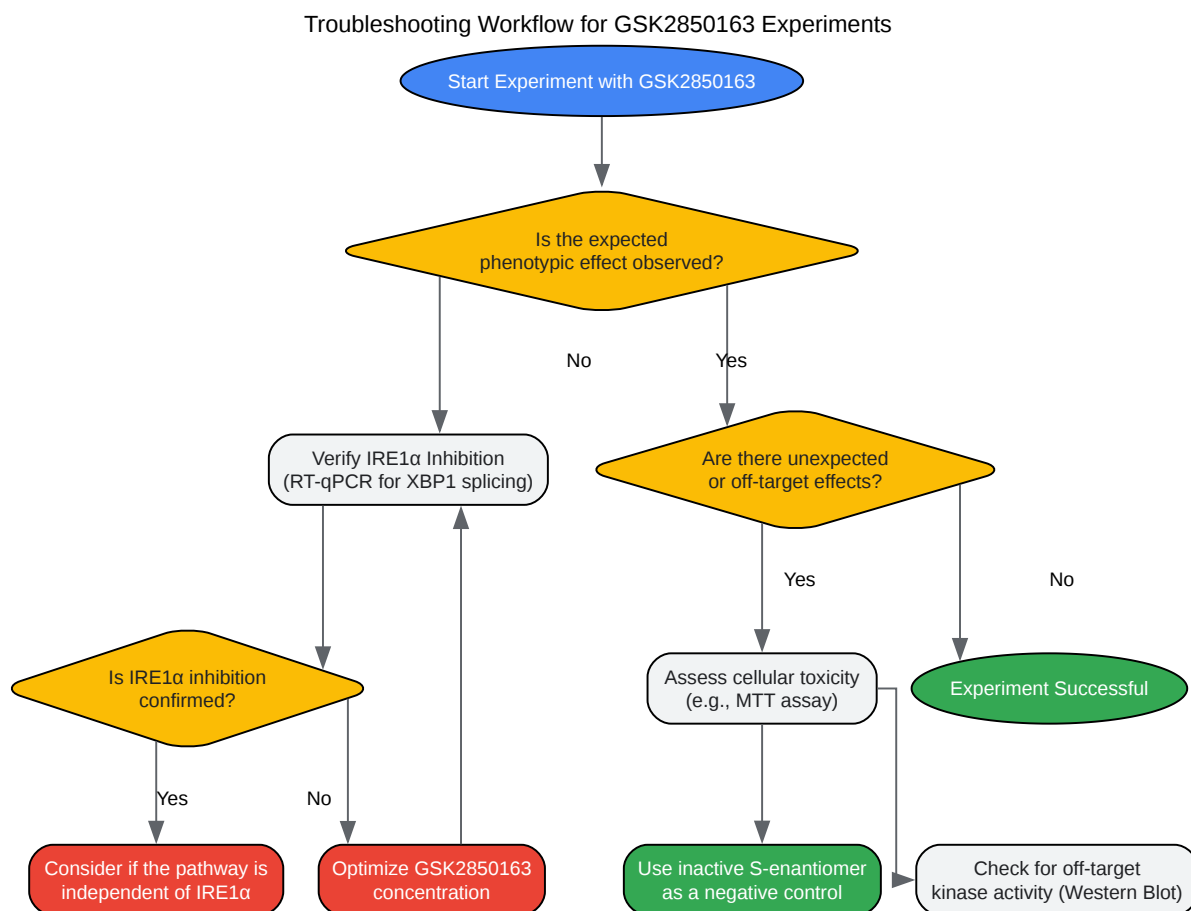 Troubleshooting Workflow for GSK2850163 Experiments
Start Experiment with GSK2850163
Is the expected
phenotypic effect observed?
No
Yes
Verify IRE1α Inhibition
(RT-qPCR for XBP1 splicing)
Are there unexpected
or off-target effects?
Yes
No
Is IRE1α inhibition
confirmed?
Assess cellular toxicity
(e.g., MTT assay)
Experiment Successful
Yes
No
Consider if the pathway is
independent of IRE1α
Optimize GSK2850163
concentration
Use inactive S-enantiomer
as a negative control
Check for off-target
kinase activity (Western Blot)